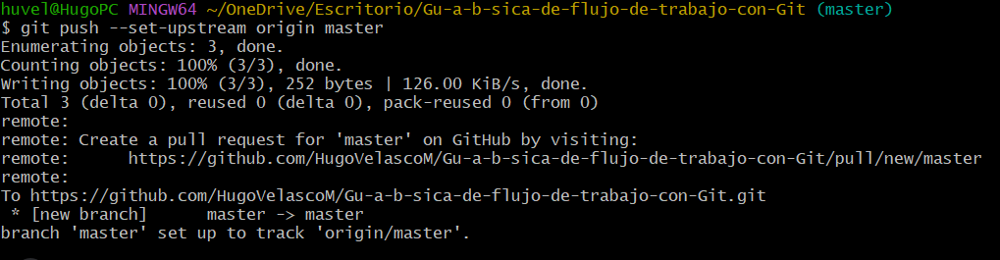 huvel@HugoPC MINGW64 ~/OneDrive/Escritorio/Gu-a-b-sica-de-flujo-de-trabajo-con-Git (master)
$ git push --set-upstream origin master
Enumerating objects: 3, done.
Counting objects: 100% (3/3), done.
Writing objects: 100% (3/3), 252 bytes | 126.00 KiB/s, done.
Total 3 (delta 0), reused 0 (delta 0), pack-reused 0 (from 0)
remote:
remote: Create a pull request for 'master' on GitHub by visiting:
remote:      https://github.com/HugoVelascoM/Gu-a-b-sica-de-flujo-de-trabajo-con-Git/pull/new/master
remote:
To https://github.com/HugoVelascoM/Gu-a-b-sica-de-flujo-de-trabajo-con-Git.git
 * [new branch]      master -> master
branch 'master' set up to track 'origin/master'.